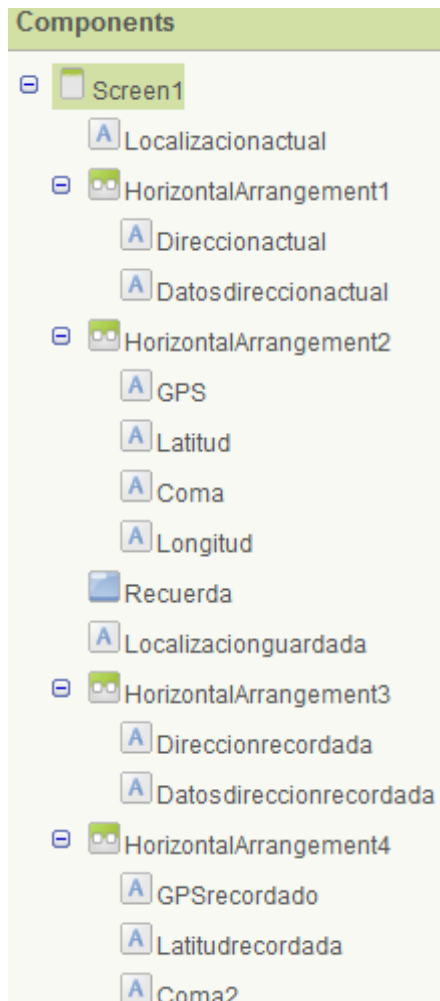 Components
Screen1
A Localizacionactual
HorizontalArrangement1
A Direccionactual
A Datosdireccionactual
HorizontalArrangement2
A GPS
A Latitud
A Coma
A Longitud
Recuerda
A Localizacionguardada
HorizontalArrangement3
A Direccionrecordada
A Datosdireccionrecordada
HorizontalArrangement4
A GPSrecordado
A Latitudrecordada
A Coma2